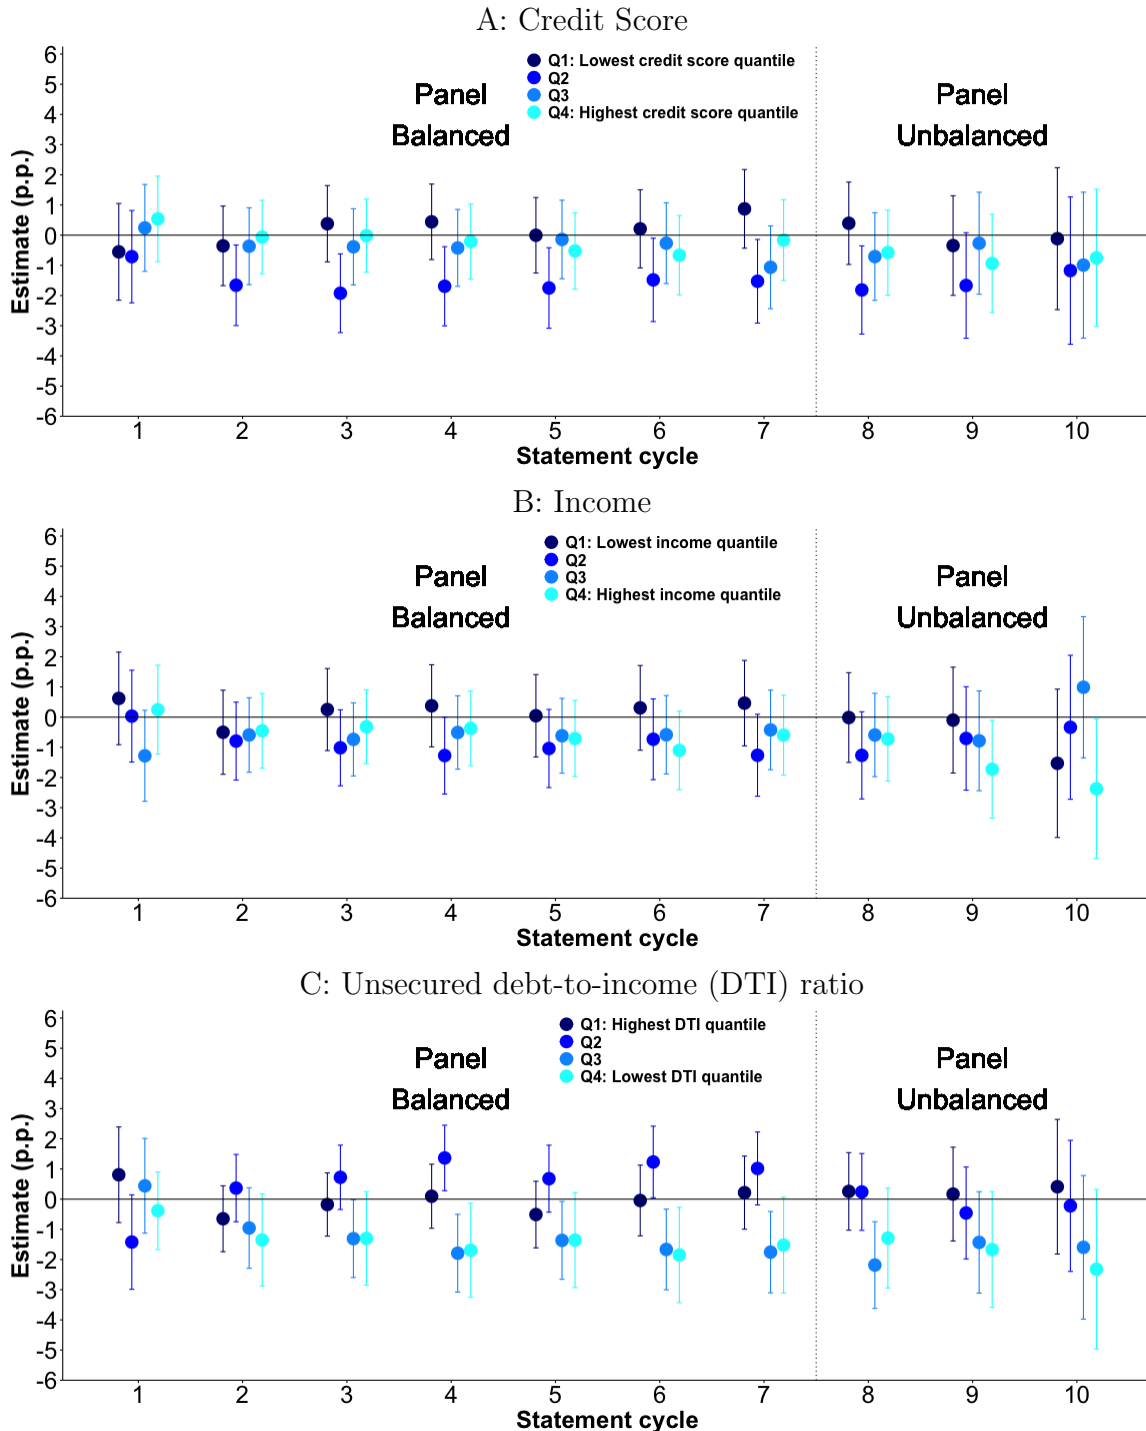 A: Credit Score
Q1: Lowest credit score quantile
Q2
Q3
Q4: Highest credit score quantile
Panel
Balanced
Panel
Unbalanced
Estimate (p.p.)
6
5
4
3
2
1
0
-1
-2
-3
-4
-5
-6
1 2 3 4 5 6 7 8 9 10
Statement cycle
B: Income
Q1: Lowest income quantile
Q2
Q3
Q4: Highest income quantile
Panel
Balanced
Panel
Unbalanced
Estimate (p.p.)
6
5
4
3
2
1
0
-1
-2
-3
-4
-5
-6
1 2 3 4 5 6 7 8 9 10
Statement cycle
C: Unsecured debt-to-income (DTI) ratio
Q1: Highest DTI quantile
Q2
Q3
Q4: Lowest DTI quantile
Panel
Balanced
Panel
Unbalanced
Estimate (p.p.)
6
5
4
3
2
1
0
-1
-2
-3
-4
-5
-6
1 2 3 4 5 6 7 8 9 10
Statement cycle